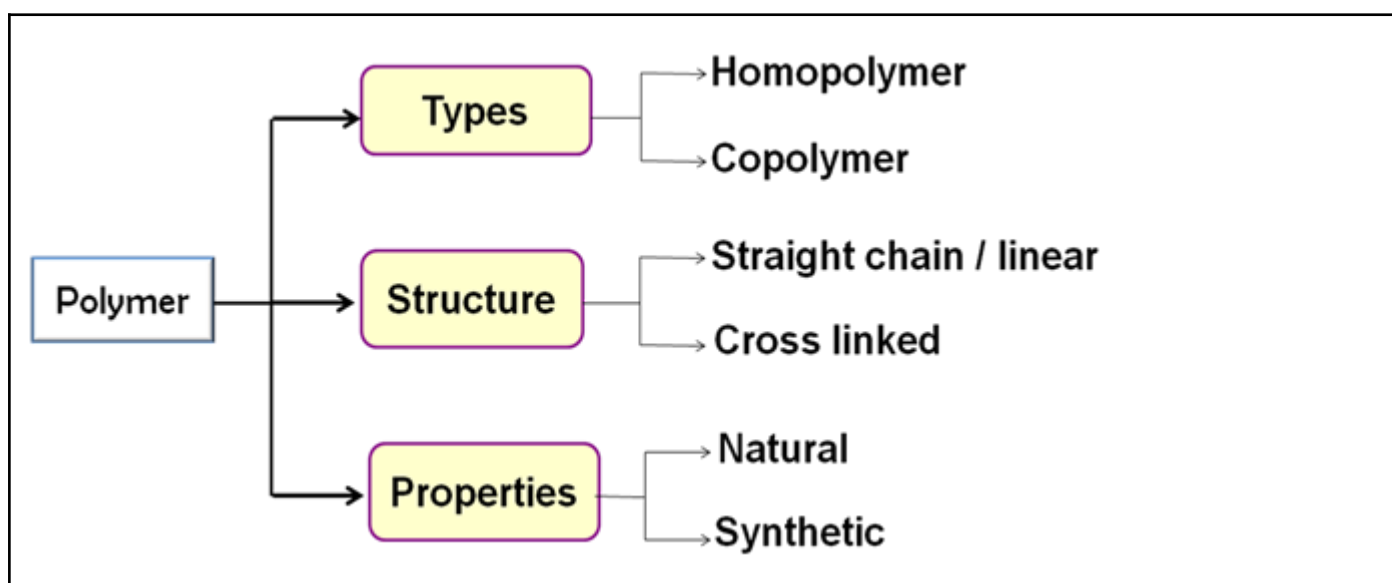 Polymer
Types
Homopolymer
Copolymer
Structure
Straight chain / linear
Cross linked
Properties
Natural
Synthetic